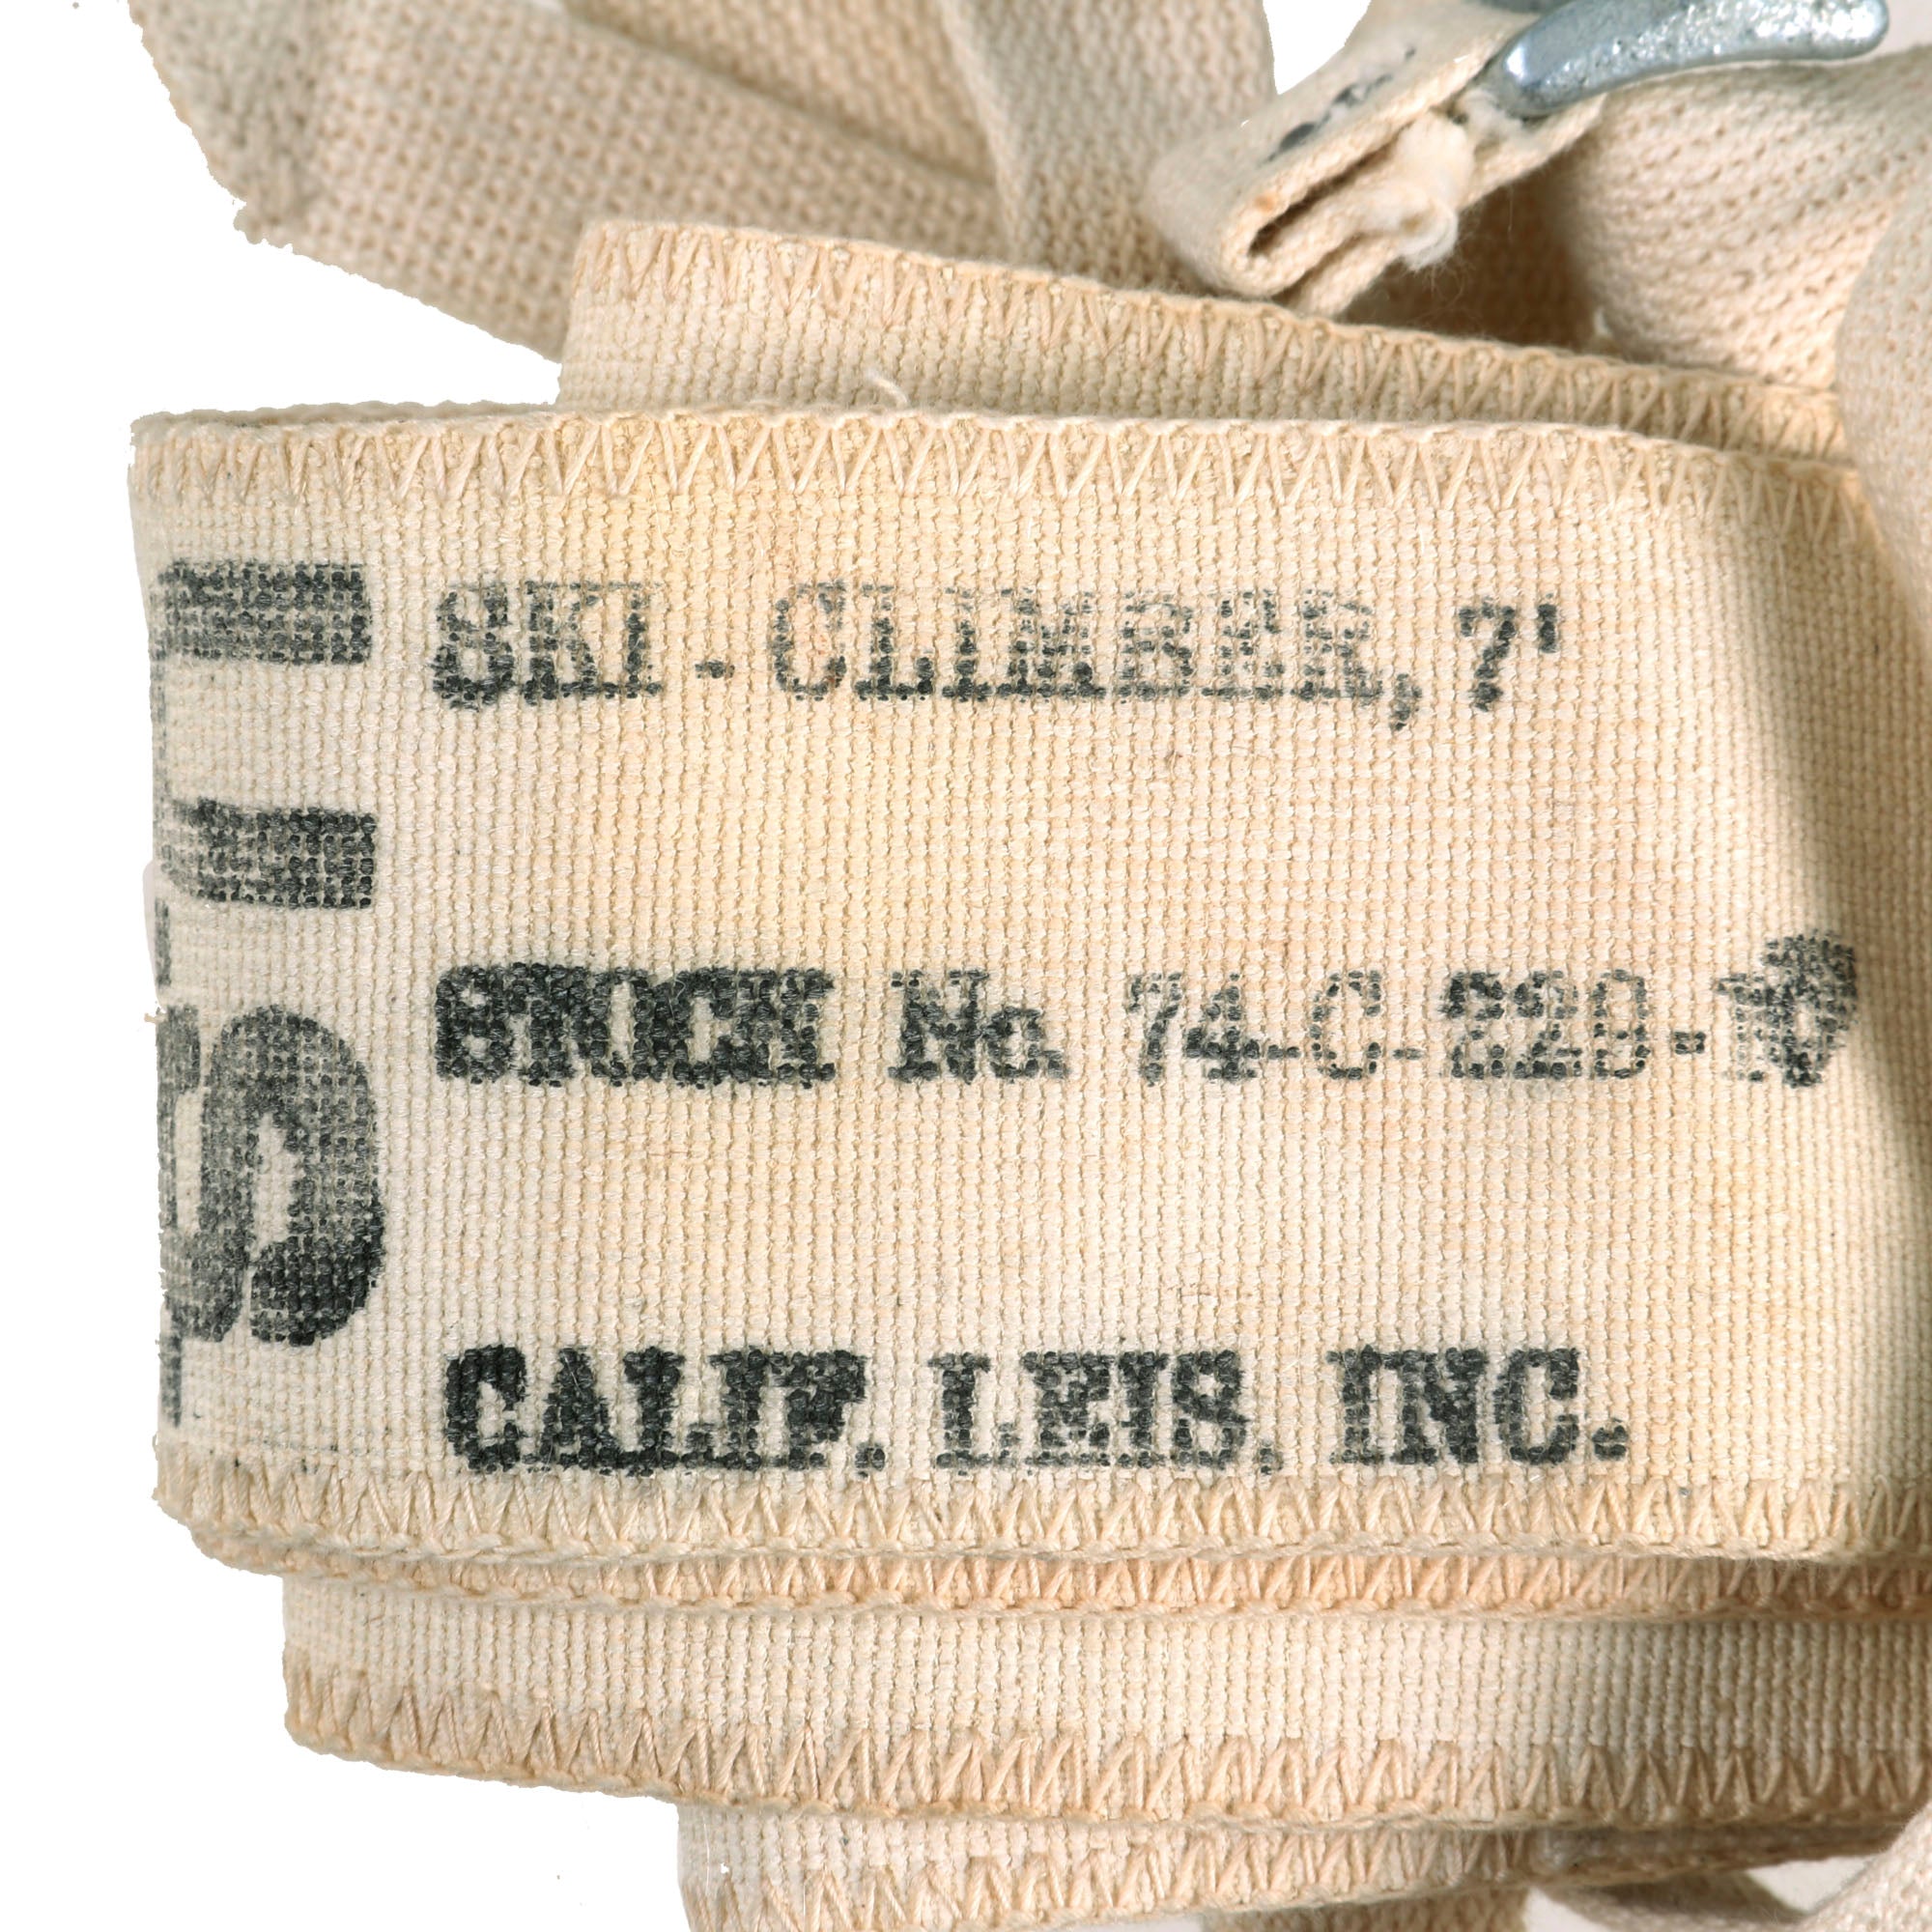 SKI - CLIMBER, 7'
STOCK No. 74-C-229-
CALIF. LEIS. INC.